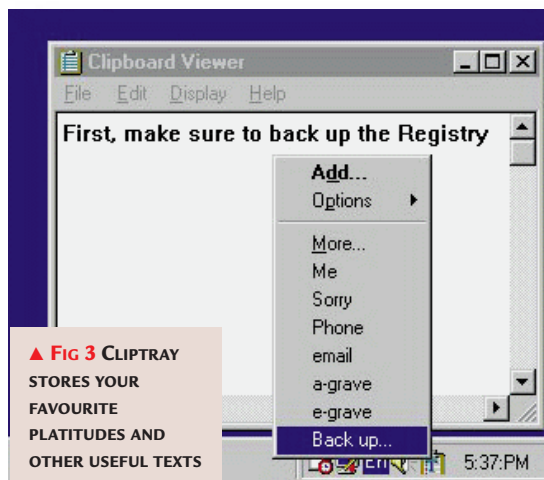 Clipboard Viewer
File Edit Display Help
First, make sure to back up the Registry
Add...
Options
More...
Me
Sorry
Phone
email
a-grave
e-grave
Back up...
▲ FIG 3 CLIPTRAY
STORES YOUR
FAVOURITE
PLATITUDES AND
OTHER USEFUL TEXTS
En
5:37:PM